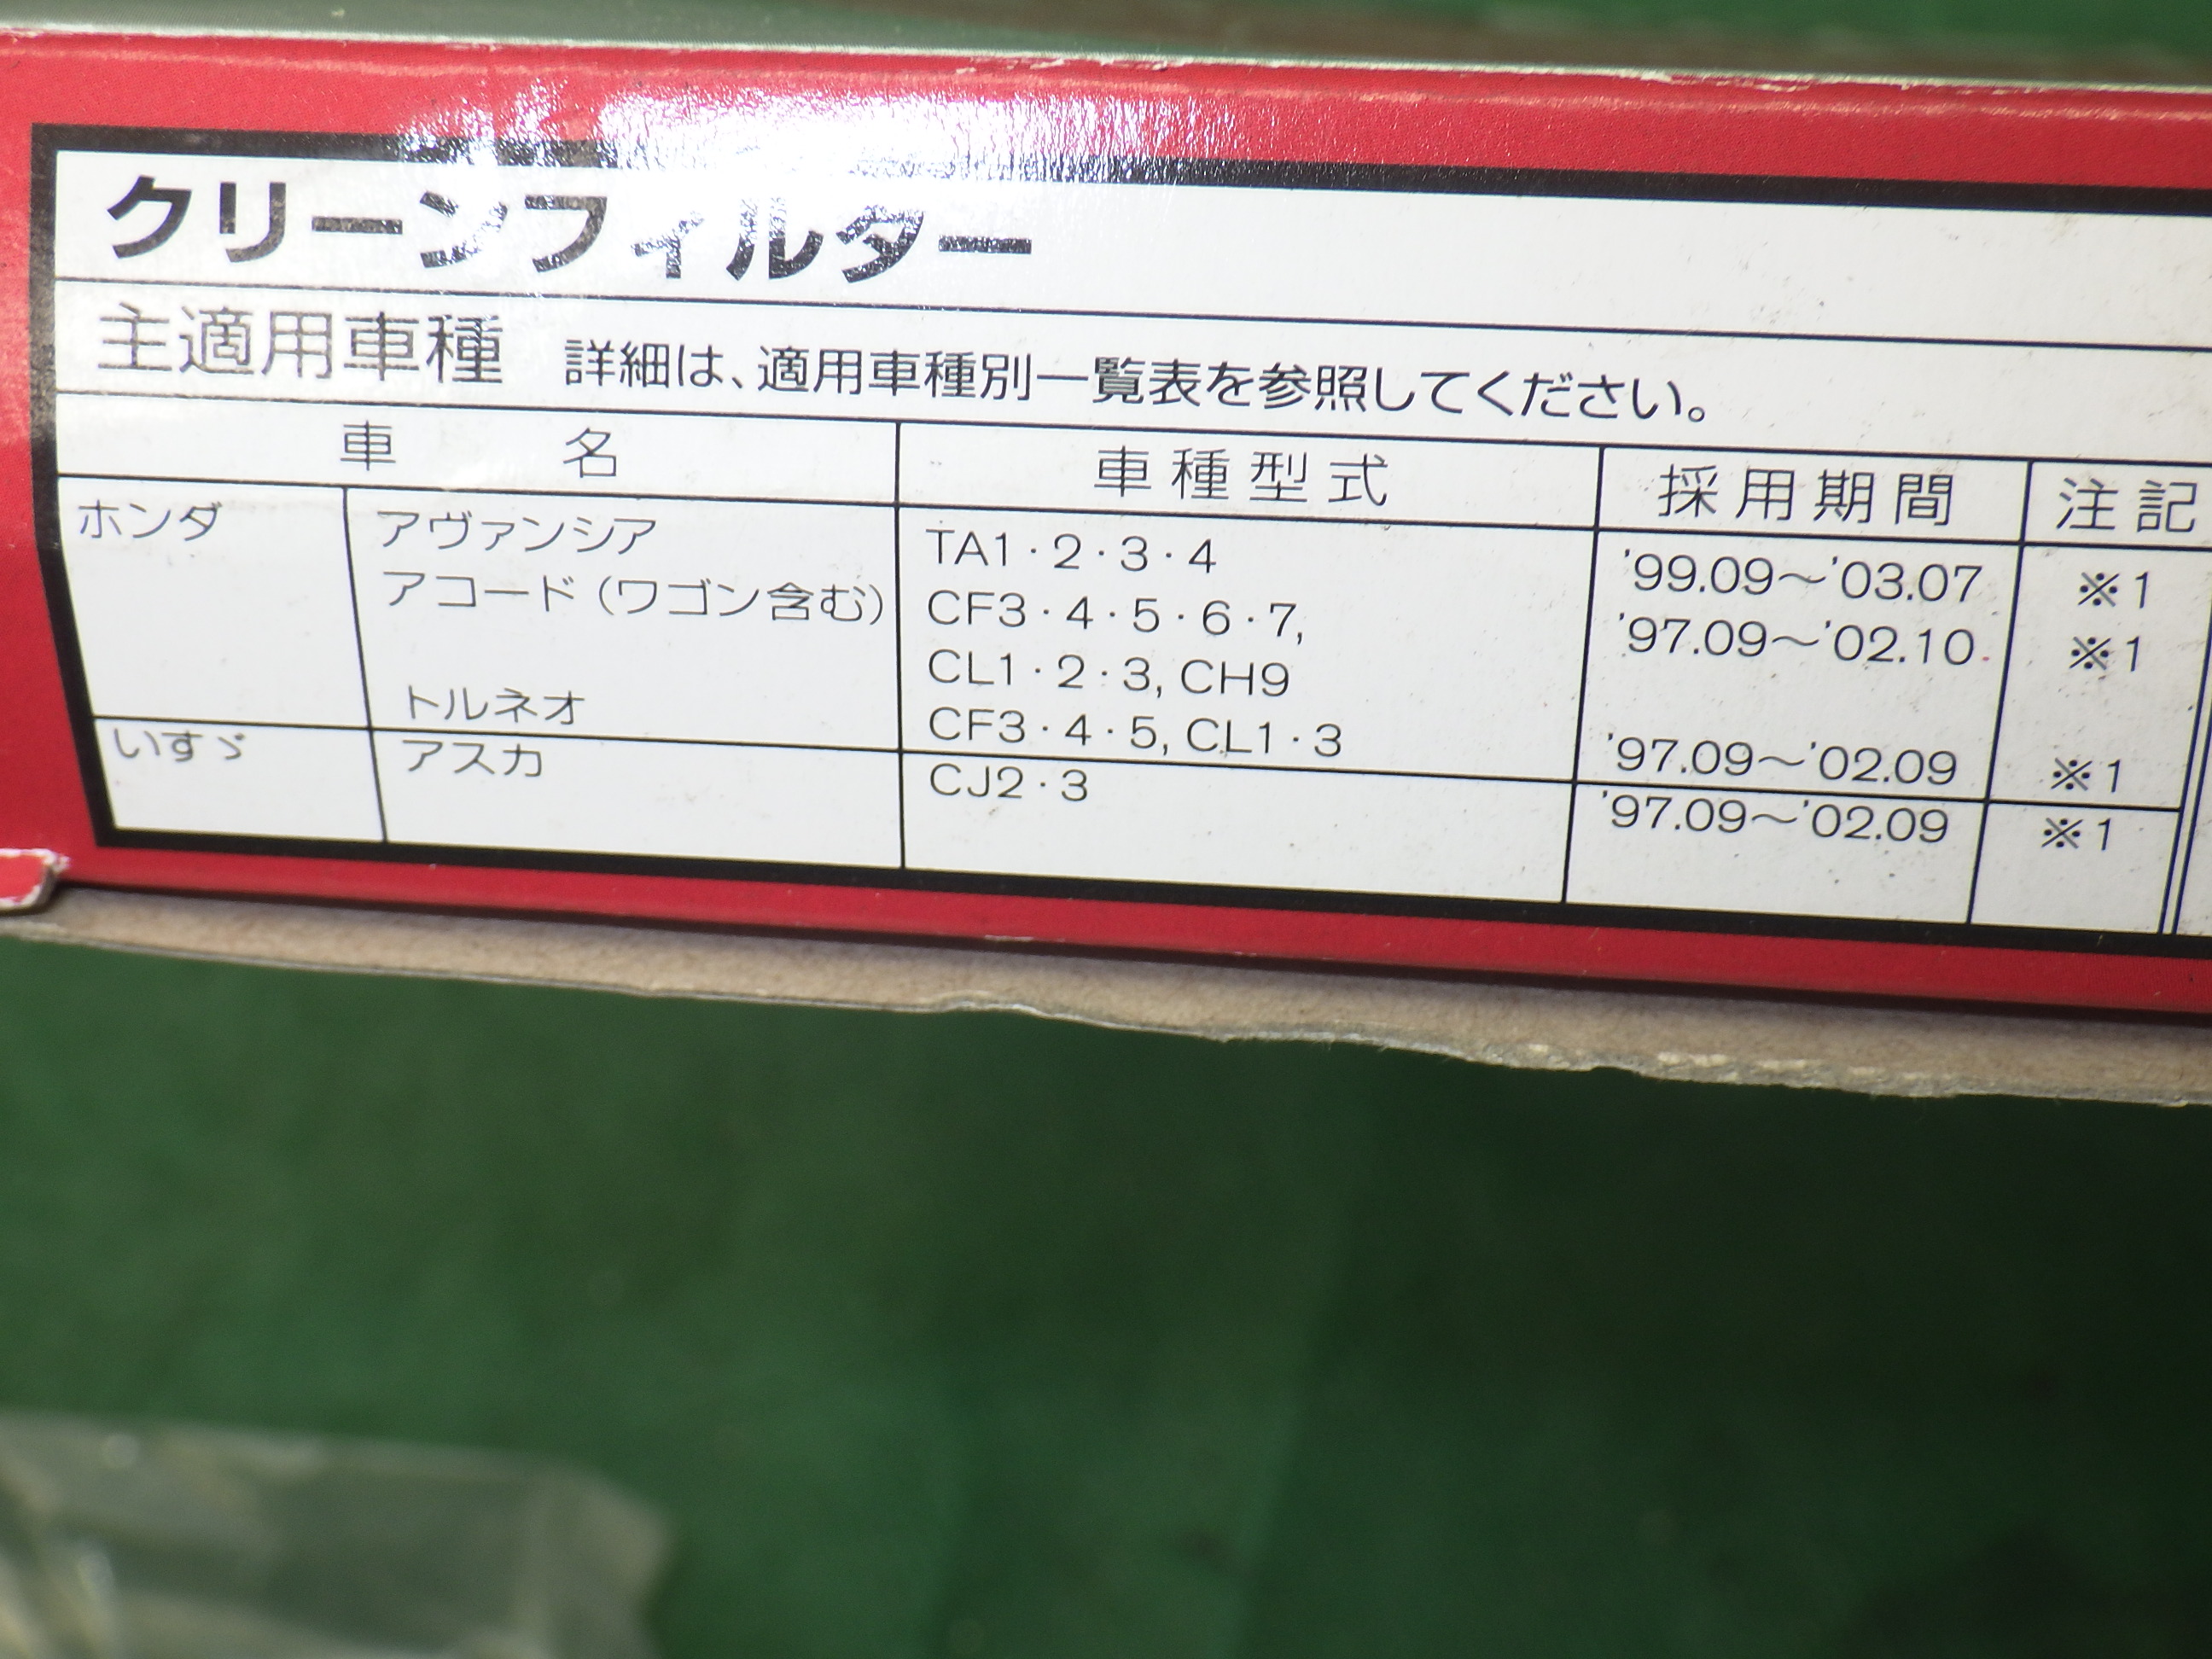 クリーンフィルター
主適用車種 詳細は、適用車種別一覧表を参照してください。
車名 車種型式 採用期間 注記
ホンダ アヴァンシア TA1・2・3・4 '99.09〜'03.07 ※1
アコード（ワゴン含む） CF3・4・5・6・7, '97.09〜'02.10 ※1
CL1・2・3, CH9
トルネオ CF3・4・5, CL1・3 '97.09〜'02.09 ※1
いすゞ アスカ CJ2・3 '97.09〜'02.09 ※1